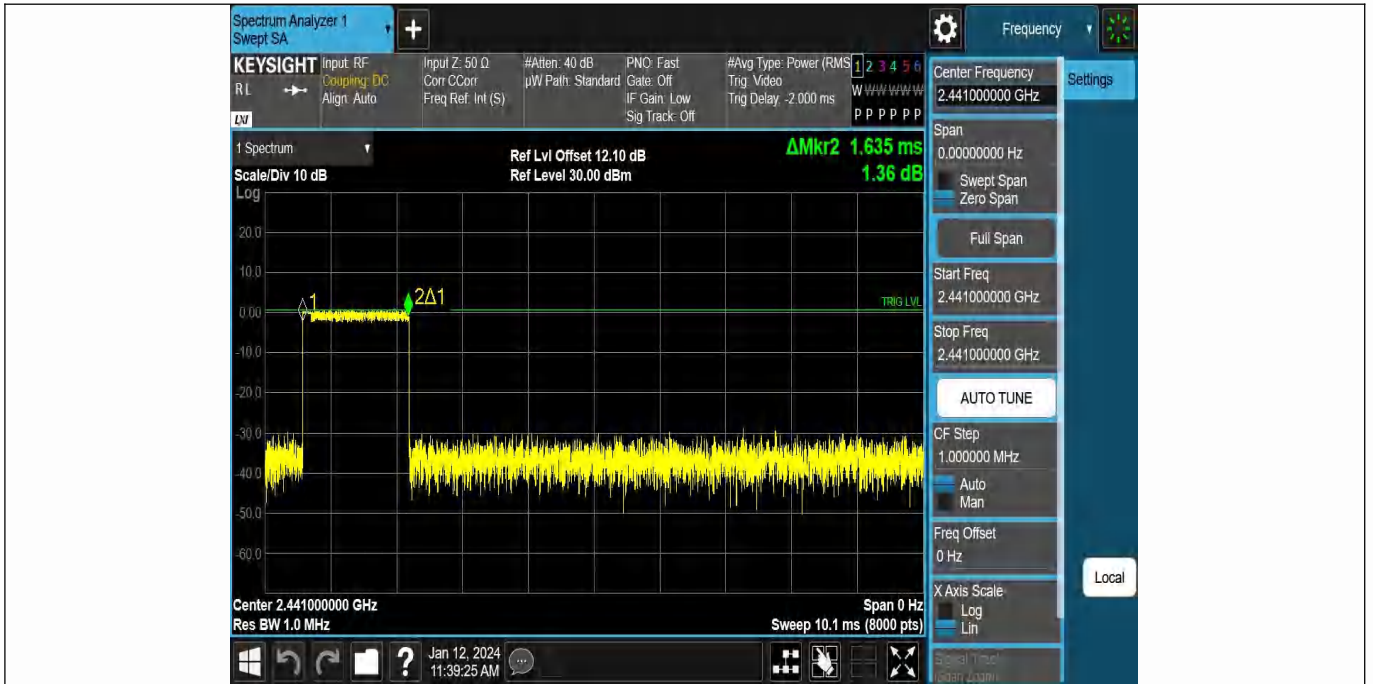 Spectrum Analyzer 1
Swept SA
+
Frequency
KEYSIGHT
R L
LXI
Input: RF
Coupling: DC
Align: Auto
Input Z: 50 Ω
Corr CCorr
Freq Ref: Int (S)
#Atten: 40 dB
µW Path: Standard
PNO: Fast
Gate: Off
IF Gain: Low
Sig Track: Off
#Avg Type: Power (RMS
Trig: Video
Trig Delay: -2.000 ms
1 2 3 4 5 6
W W W W W W
P P P P P P
1 Spectrum
Scale/Div 10 dB
Log
Ref Lvl Offset 12.10 dB
Ref Level 30.00 dBm
ΔMkr2 1.635 ms
1.36 dB
20.0
10.0
0.00
-10.0
-20.0
-30.0
-40.0
-50.0
-60.0
1
2Δ1
TRIG LVL
Center 2.441000000 GHz
Res BW 1.0 MHz
Span 0 Hz
Sweep 10.1 ms (8000 pts)
Center Frequency
2.441000000 GHz
Settings
Span
0.00000000 Hz
Swept Span
Zero Span
Full Span
Start Freq
2.441000000 GHz
Stop Freq
2.441000000 GHz
AUTO TUNE
CF Step
1.000000 MHz
Auto
Man
Freq Offset
0 Hz
X Axis Scale
Log
Lin
Signal Track
(Span Zoom)
Local
?
Jan 12, 2024
11:39:25 AM